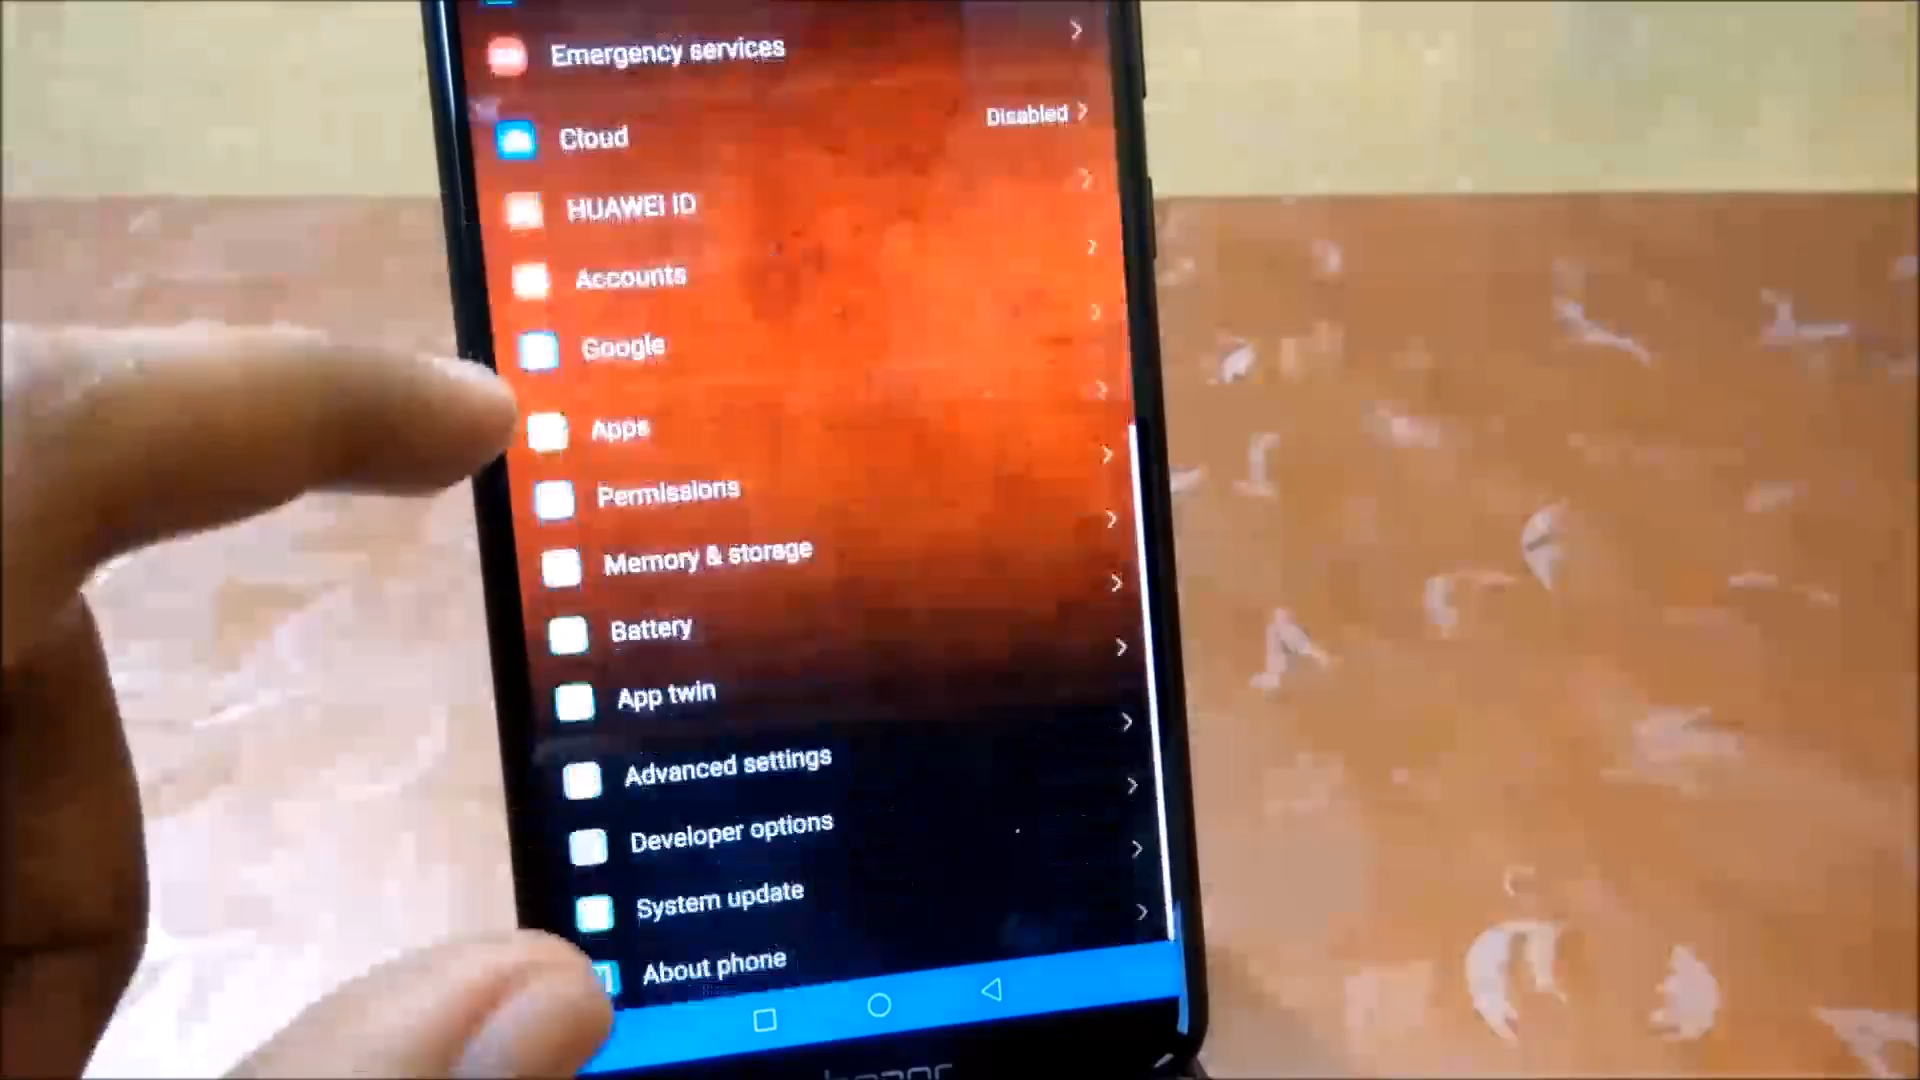 Emergency services
Disabled
Cloud
HUAWEI ID
Accounts
Google
Apps
Permissions
Memory & storage
Battery
App twin
Advanced settings
Developer options
System update
About phone
honor